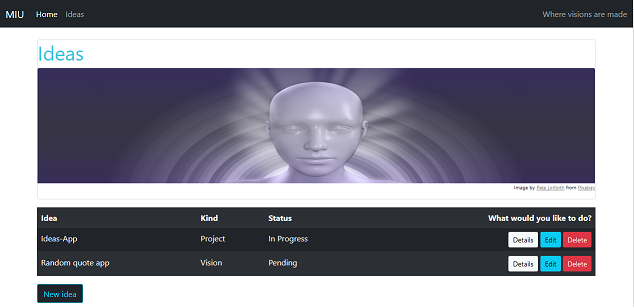 MIU Home Ideas Where visions are made
Ideas
Image by Pete Linforth from Pixabay
Idea Kind Status What would you like to do?
Ideas-App Project In Progress Details Edit Delete
Random quote app Vision Pending Details Edit Delete
New idea